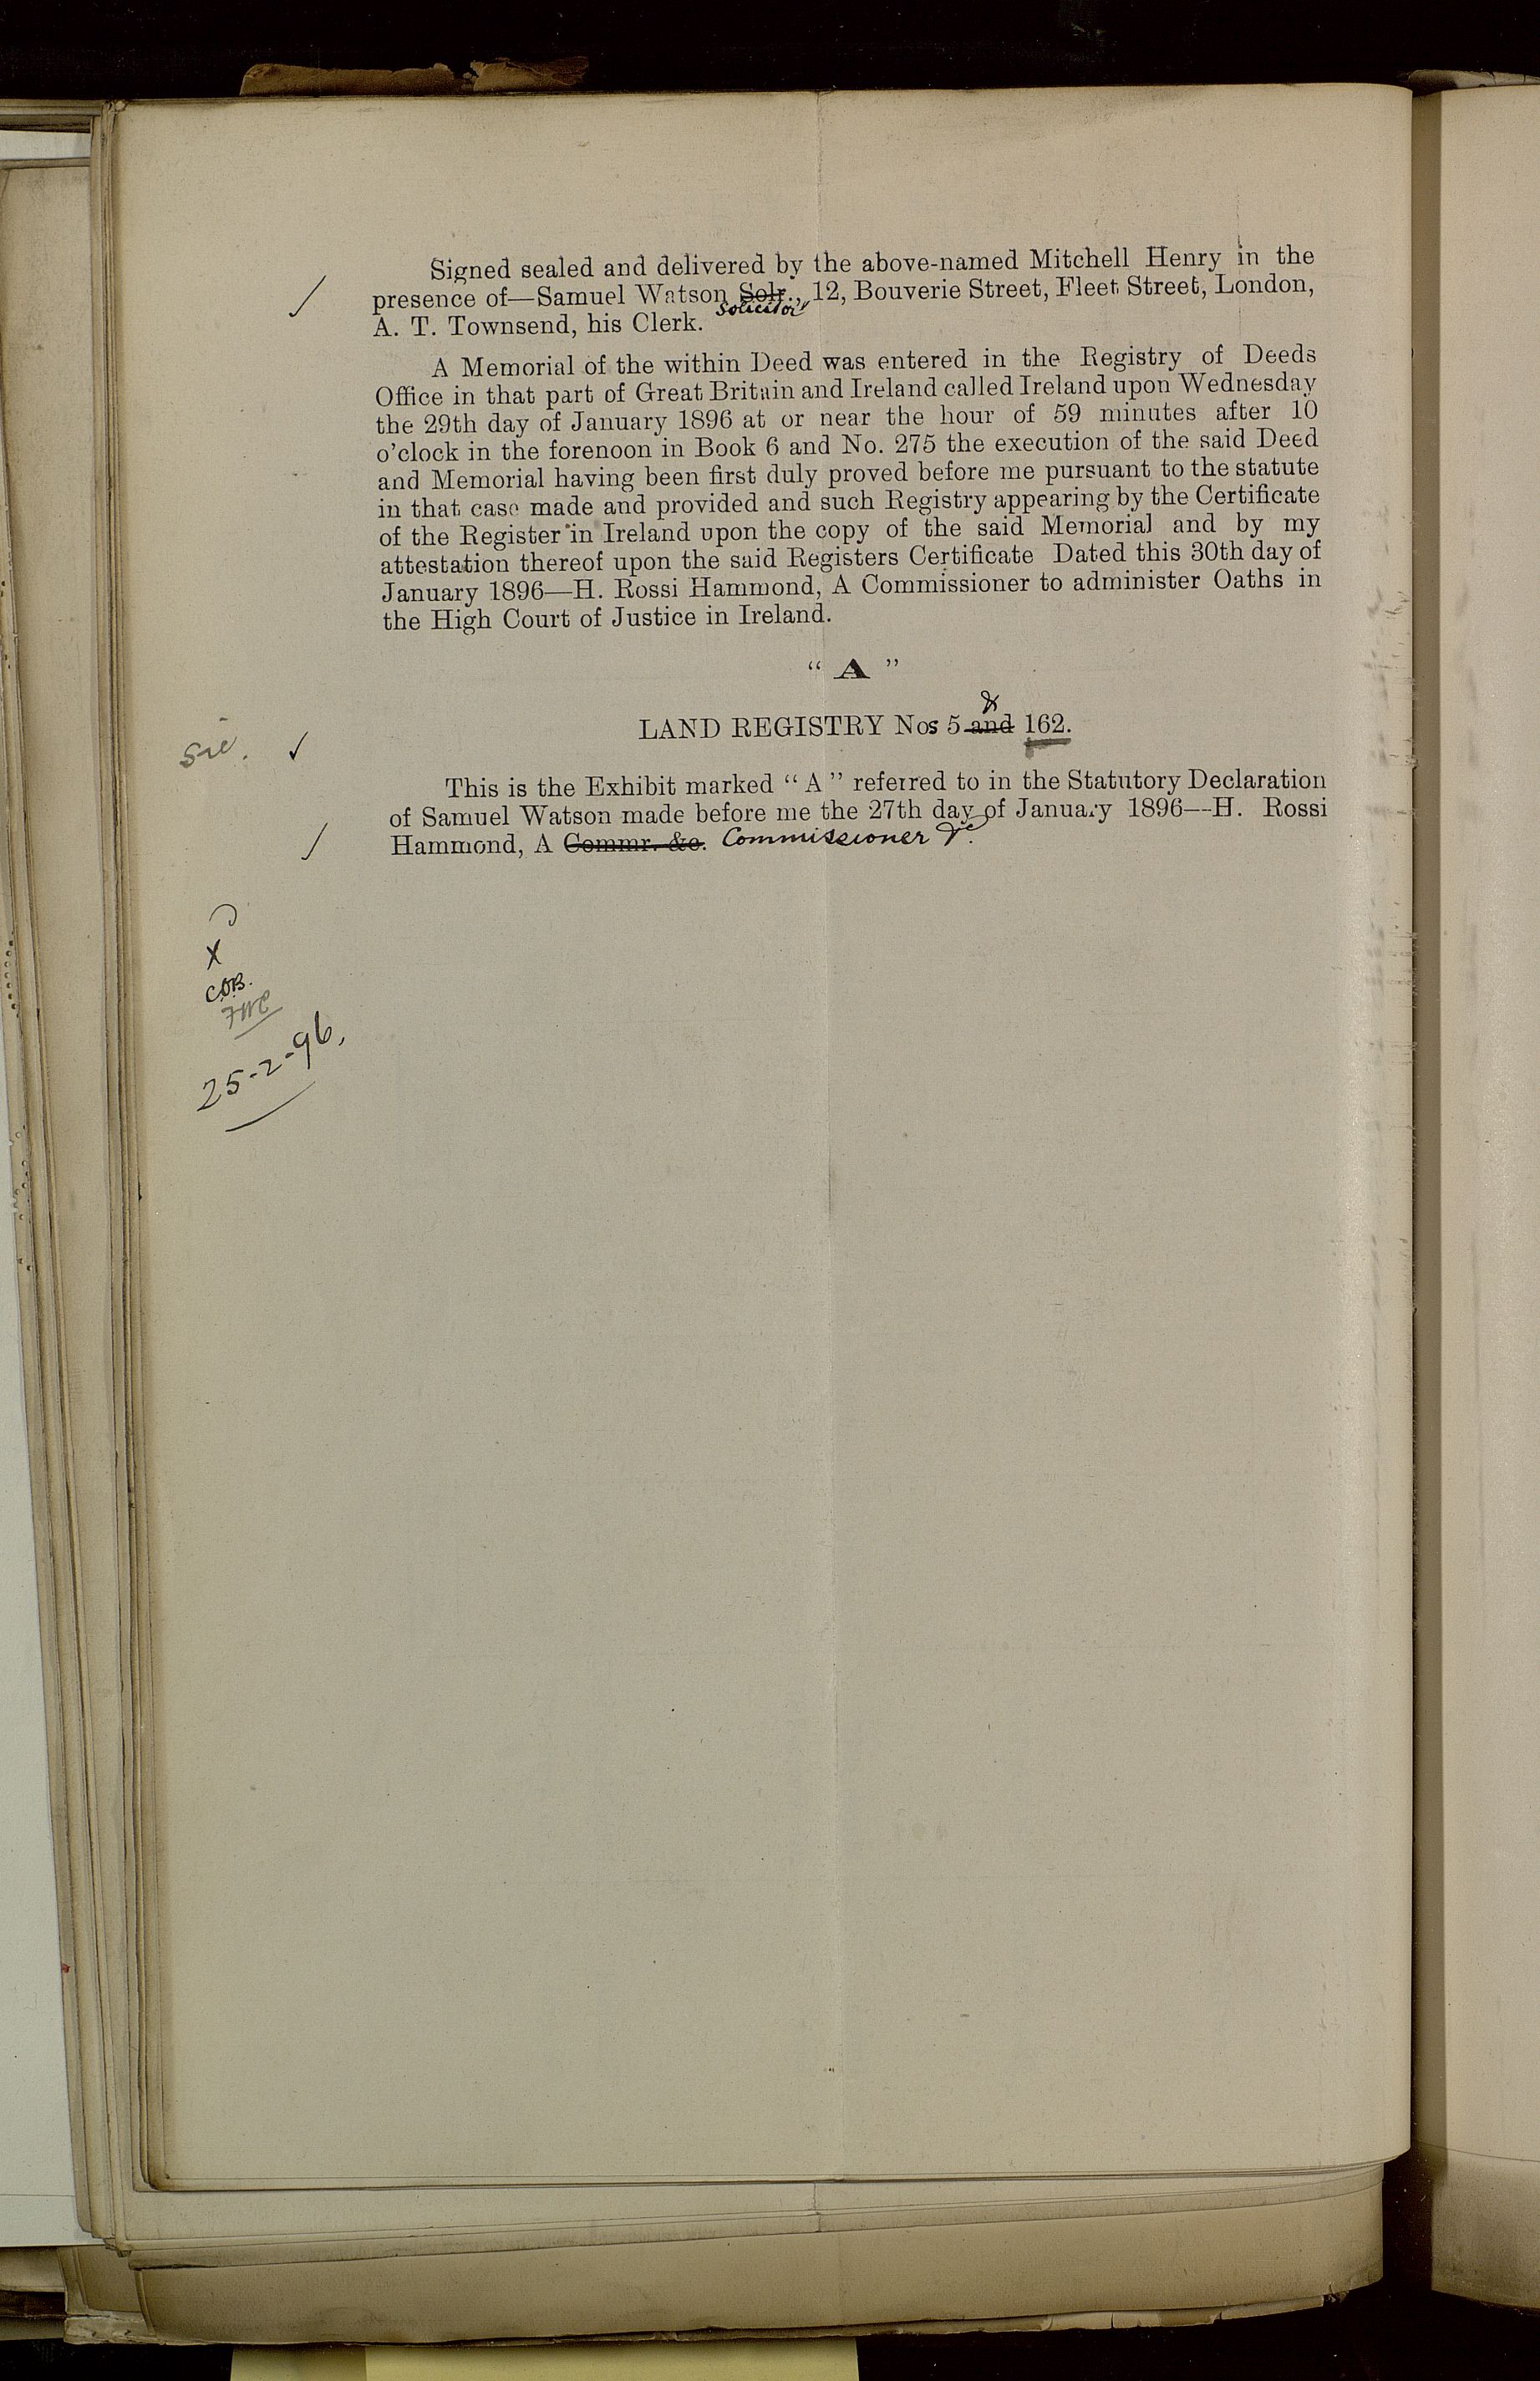 Signed sealed and delivered by the above-named Mitchell Henry in the
presence of—Samuel Watson Solr., 12, Bouverie Street, Fleet Street, London,
Solicitor
A. T. Townsend, his Clerk.
A Memorial of the within Deed was entered in the Registry of Deeds
Office in that part of Great Britain and Ireland called Ireland upon Wednesday
the 29th day of January 1896 at or near the hour of 59 minutes after 10
o'clock in the forenoon in Book 6 and No. 275 the execution of the said Deed
and Memorial having been first duly proved before me pursuant to the statute
in that case made and provided and such Registry appearing by the Certificate
of the Register in Ireland upon the copy of the said Memorial and by my
attestation thereof upon the said Registers Certificate Dated this 30th day of
January 1896—H. Rossi Hammond, A Commissioner to administer Oaths in
the High Court of Justice in Ireland.
“ A ”
&
LAND REGISTRY Nos 5 and 162.
sic.
This is the Exhibit marked “ A ” referred to in the Statutory Declaration
of Samuel Watson made before me the 27th day of January 1896—H. Rossi
Hammond, A Commr. &c. Commissioner &c.
X
C.O.B.
25-2-96.